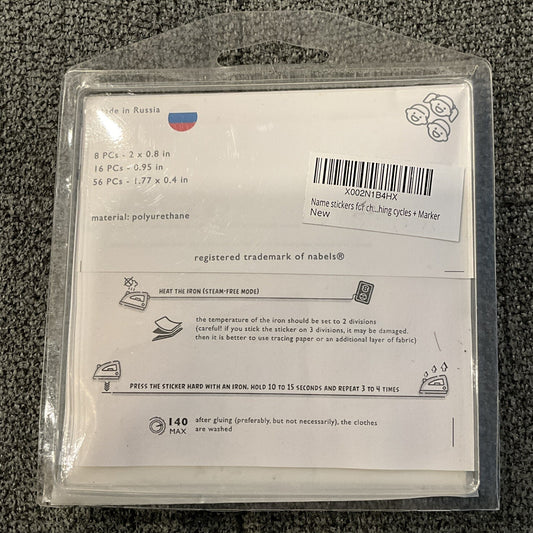 ade in Russia
8 PCs - 2 x 0.8 in
16 PCs - 0.95 in
56 PCs - 1.77 x 0.4 in
X002N1B4HX
Name stickers for ch...hing cycles + Marker
New
material: polyurethane
registered trademark of nabels®
HEAT THE IRON (STEAM-FREE MODE)
the temperature of the iron should be set to 2 divisions
(careful! if you stick the sticker on 3 divisions, it may be damaged.
then it is better to use tracing paper or an additional layer of fabric)
PRESS THE STICKER HARD WITH AN IRON. HOLD 10 TO 15 SECONDS AND REPEAT 3 TO 4 TIMES
140 MAX
after gluing (preferably, but not necessarily), the clothes
are washed